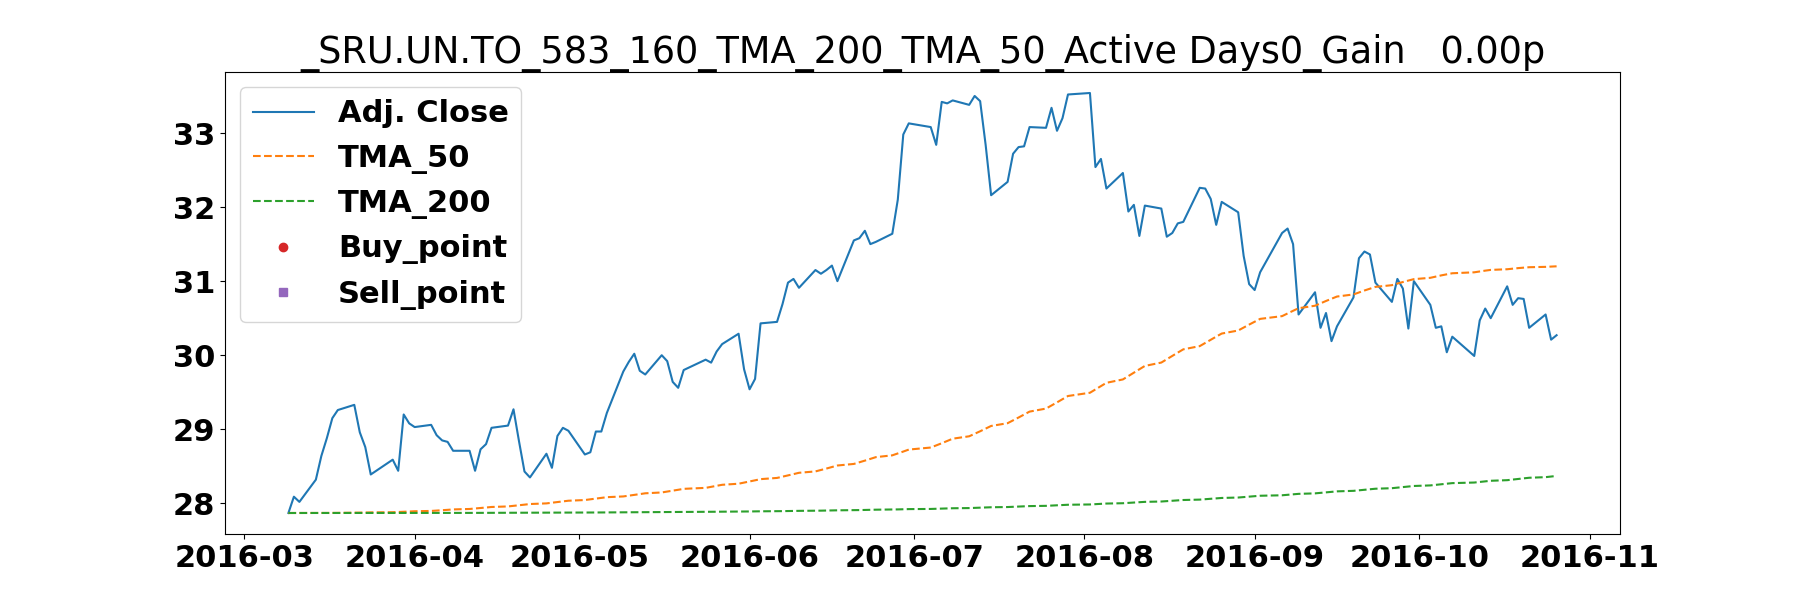 _SRU.UN.TO_583_160_TMA_200_TMA_50_Active Days0_Gain   0.00p
Adj. Close
TMA_50
TMA_200
Buy_point
Sell_point
33
32
31
30
29
28
2016-03 2016-04 2016-05 2016-06 2016-07 2016-08 2016-09 2016-10 2016-11